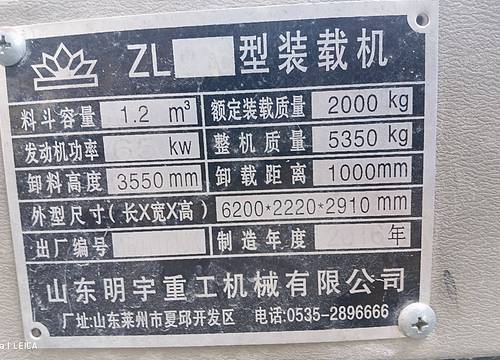 ZL 型装载机
料斗容量 1.2 m³ 额定装载质量 2000 kg
发动机功率 kw 整机质量 5350 kg
卸料高度 3550 mm 卸载距离 1000mm
外型尺寸(长X宽X高) 6200*2220*2910 mm
出厂编号 制造年度 年
山东明宇重工机械有限公司
厂址:山东莱州市夏邱开发区 电话:0535-2896666
LEICA